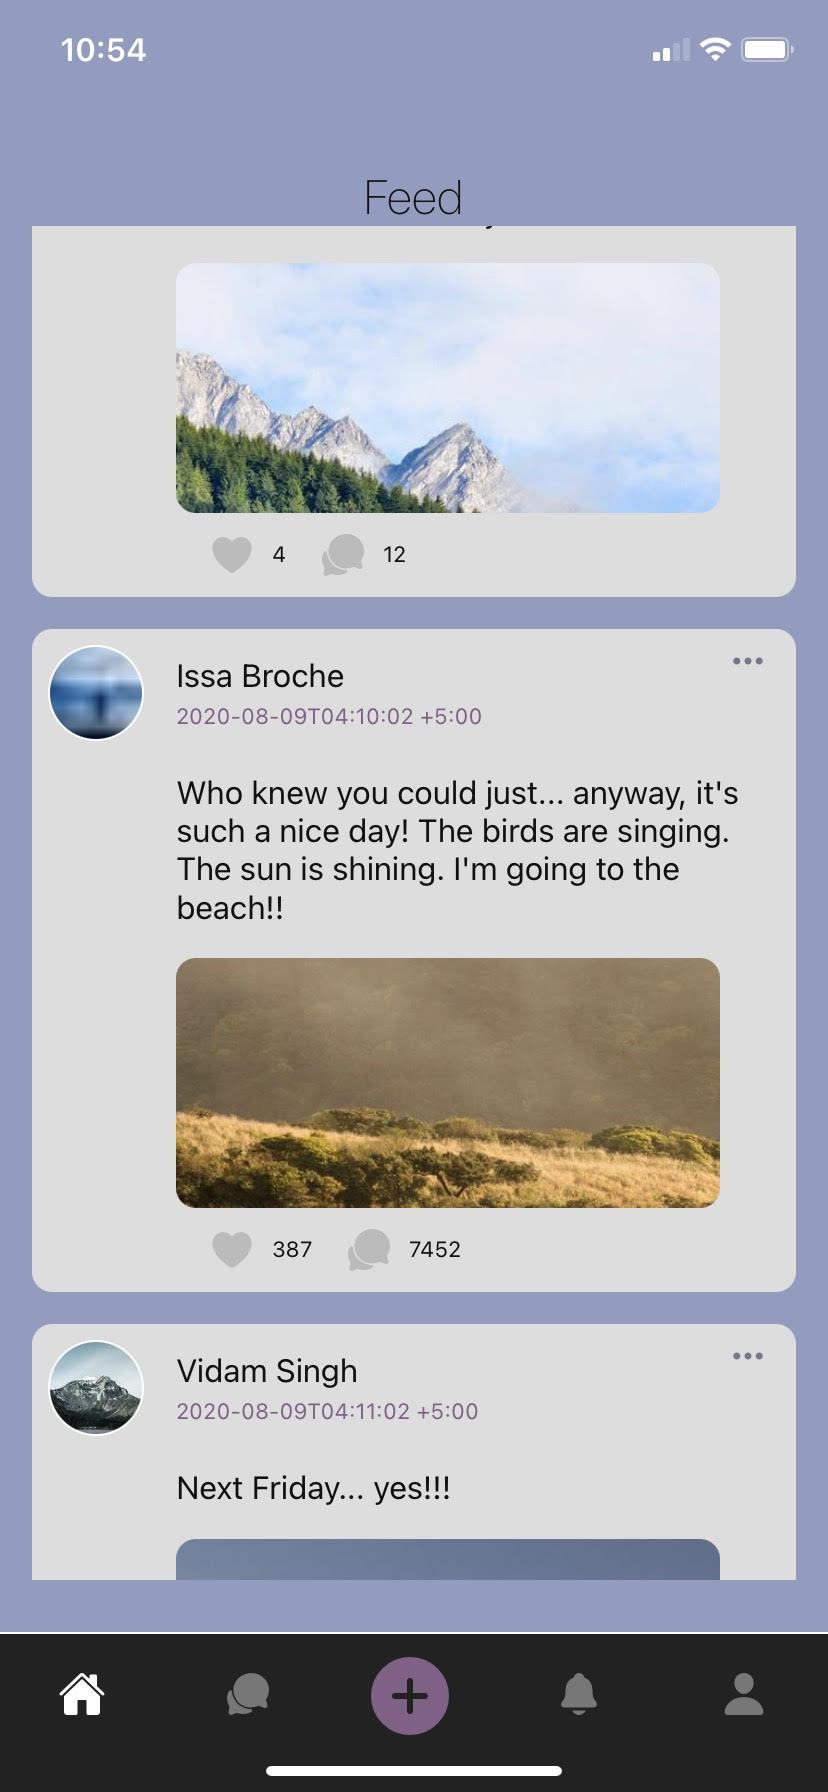 10:54
Feed
4 12
Issa Broche
2020-08-09T04:10:02 +5:00
Who knew you could just... anyway, it's
such a nice day! The birds are singing.
The sun is shining. I'm going to the
beach!!
387 7452
Vidam Singh
2020-08-09T04:11:02 +5:00
Next Friday... yes!!!